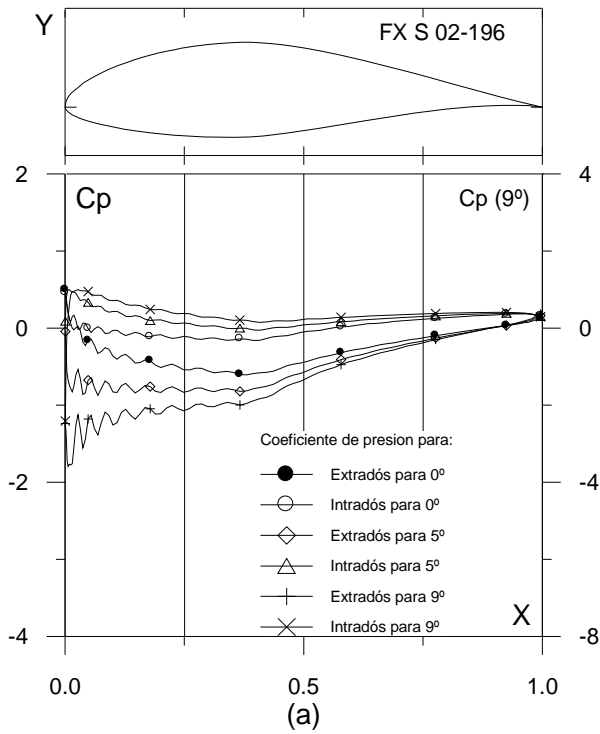 Y
FX S 02-196
2
4
Cp
Cp (9º)
0
0
-2
-4
Coeficiente de presion para:
Extradós para 0º
Intradós para 0º
Extradós para 5º
Intradós para 5º
Extradós para 9º
Intradós para 9º
X
-4
-8
0.0
0.5
1.0
(a)